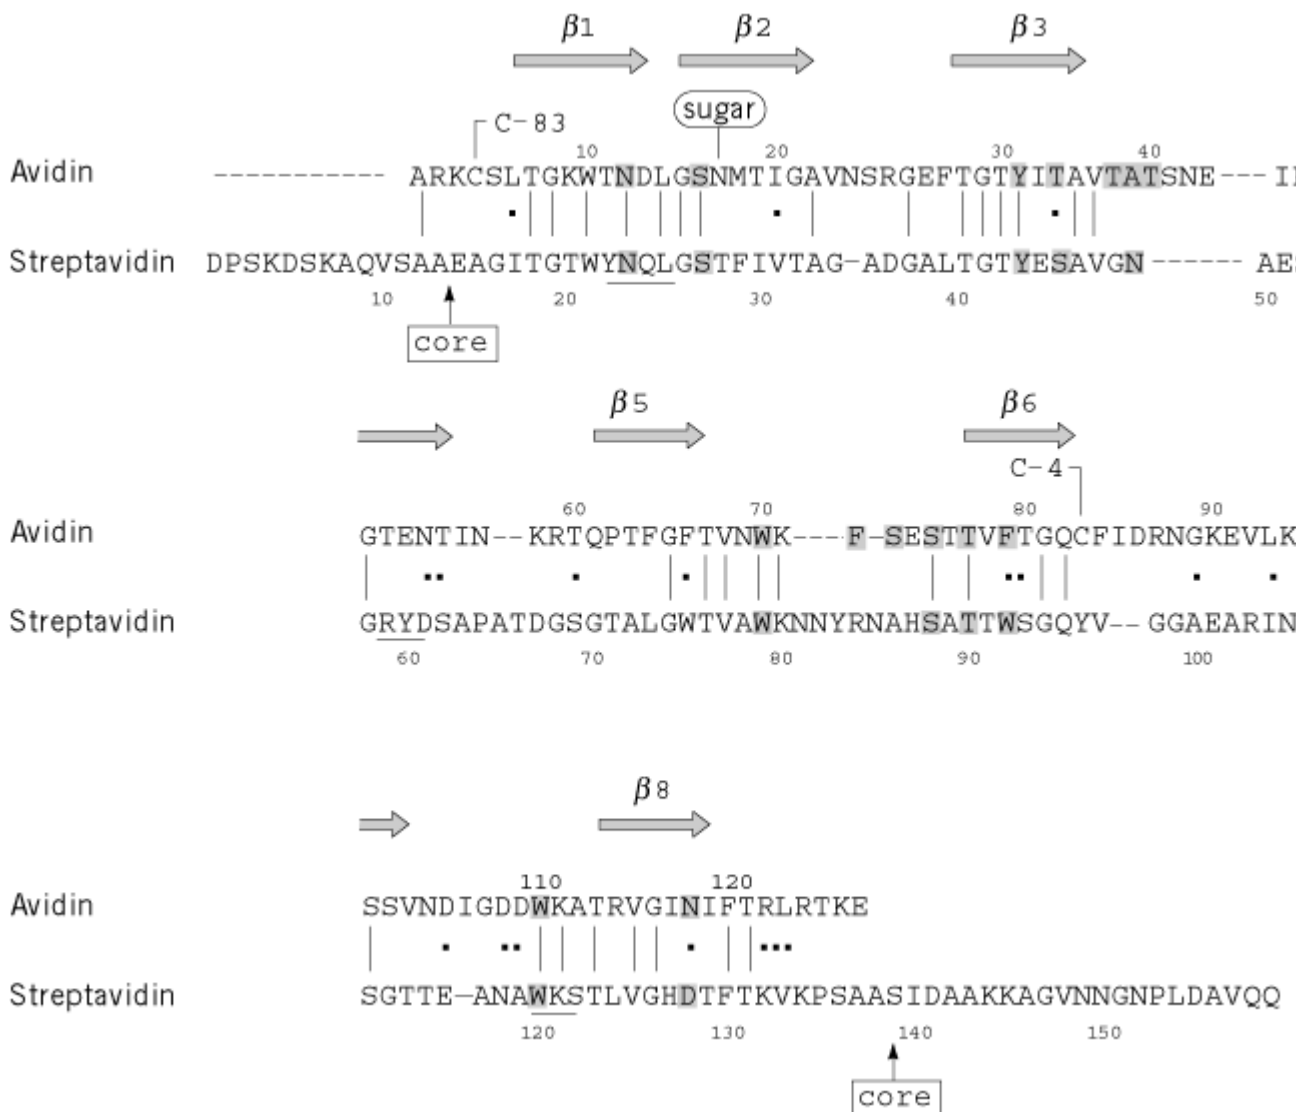 β1 β2 β3
sugar
C-83
10 20 30 40
Avidin ------------- ARKCSLTGKWTNDLGSNMTIGAVNSRGEFTGTYITAVTATSNE---I
Streptavidin DPSKDSKAQVSAAEAGITGTWYNQLGSTFIVTAG-ADGALTGTYESAVGN------AE
10 20 30 40 50
core
β5 β6
C-4
60 70 80 90
Avidin GTENTIN--KRTQPTFGFTVNWK---F-SESTTVFTGQCFIDRNGKEVLK
Streptavidin GRYDSAPATDGSGTALGWTVAWKNNYRNAHSATTWSGQYV--GGAEARIN
60 70 80 90 100
β8
110 120
Avidin SSVNDIGDDWKATRVGINIFTRLRTKE
Streptavidin SGTTE-ANAWKSTLVGHDTFTKVKPSAASIDAAKKAGVNNGNPLDAVQQ
120 130 140 150
core